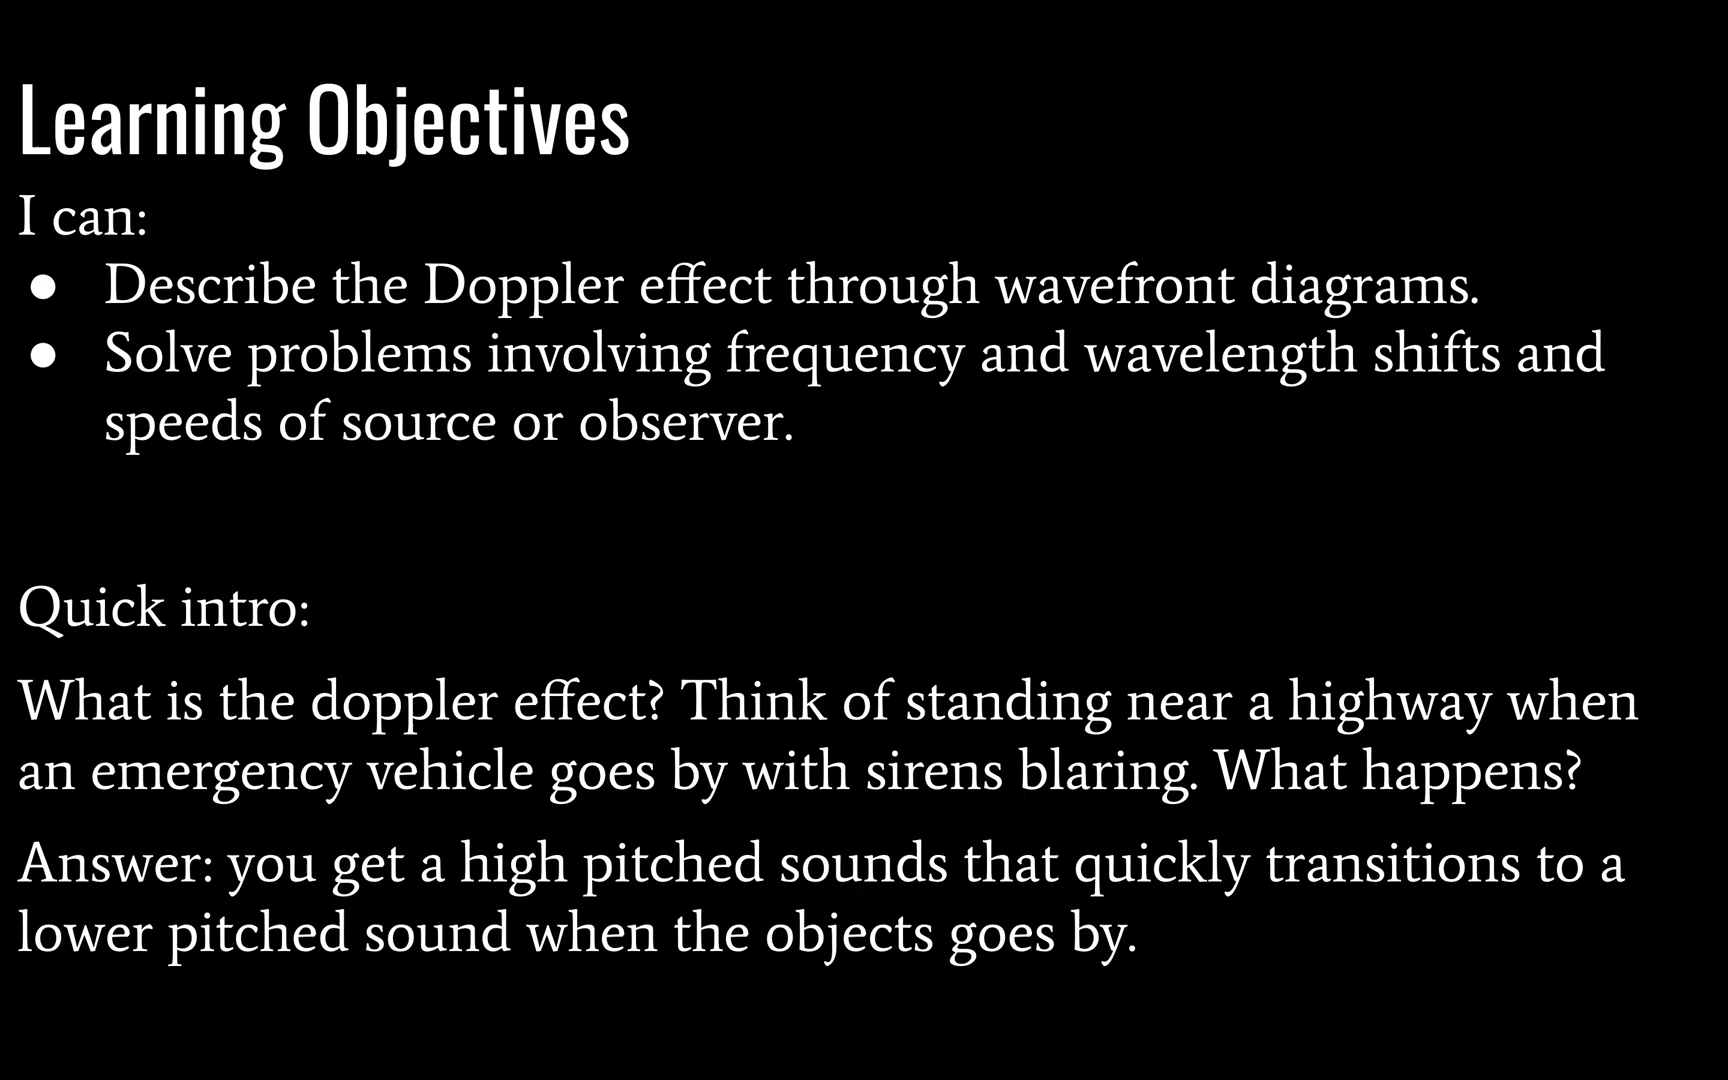 Learning Objectives
I can:
● Describe the Doppler effect through wavefront diagrams.
● Solve problems involving frequency and wavelength shifts and
speeds of source or observer.
Quick intro:
What is the doppler effect? Think of standing near a highway when
an emergency vehicle goes by with sirens blaring. What happens?
Answer: you get a high pitched sounds that quickly transitions to a
lower pitched sound when the objects goes by.